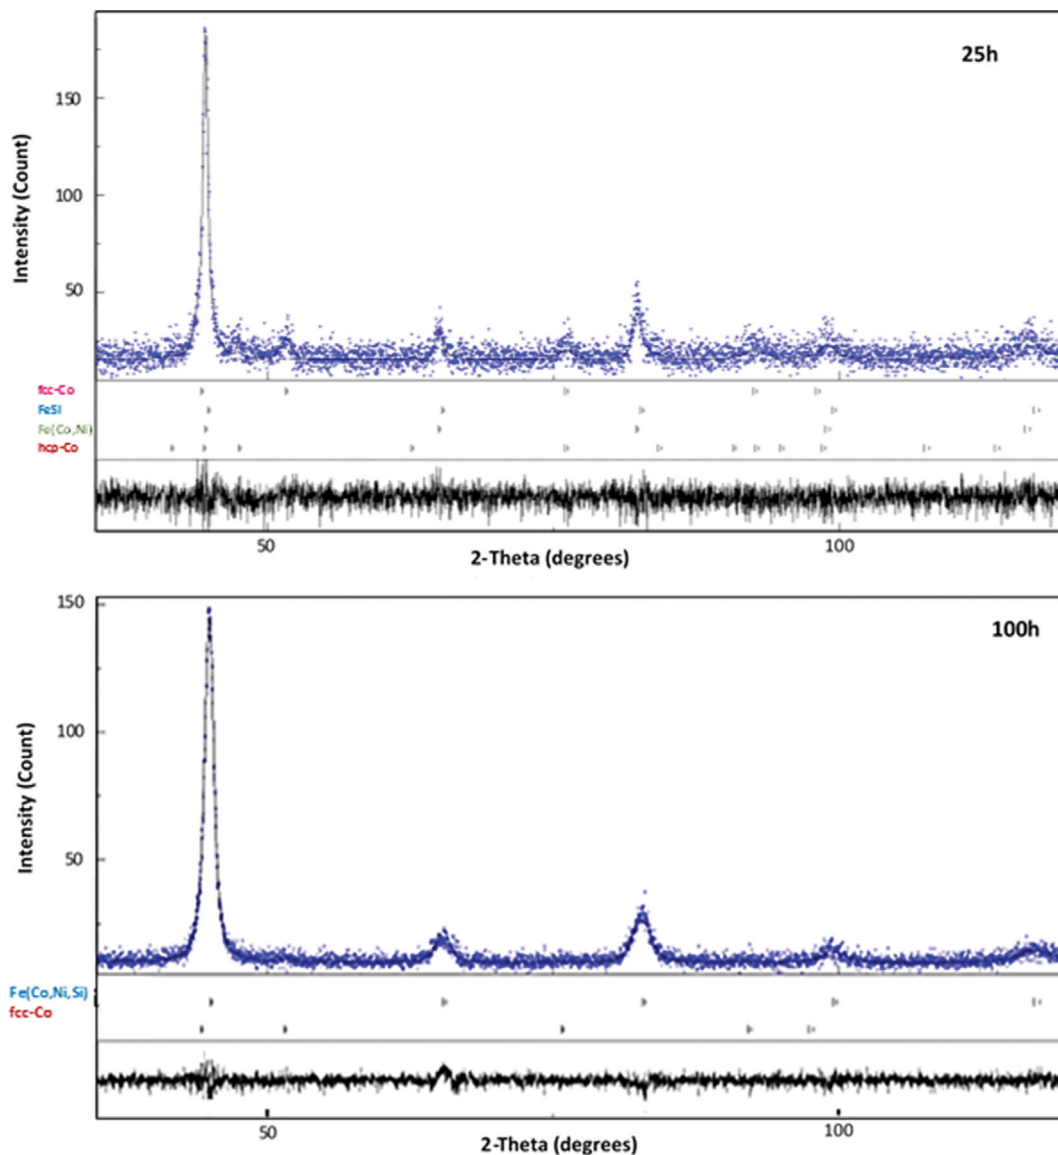 25h
150
100
50
Intensity (Count)
fcc-Co
FeSi
Fe(Co,Ni)
hcp-Co
50
100
2-Theta (degrees)
150
100h
100
50
Intensity (Count)
Fe(Co,Ni,Si)
fcc-Co
50
100
2-Theta (degrees)